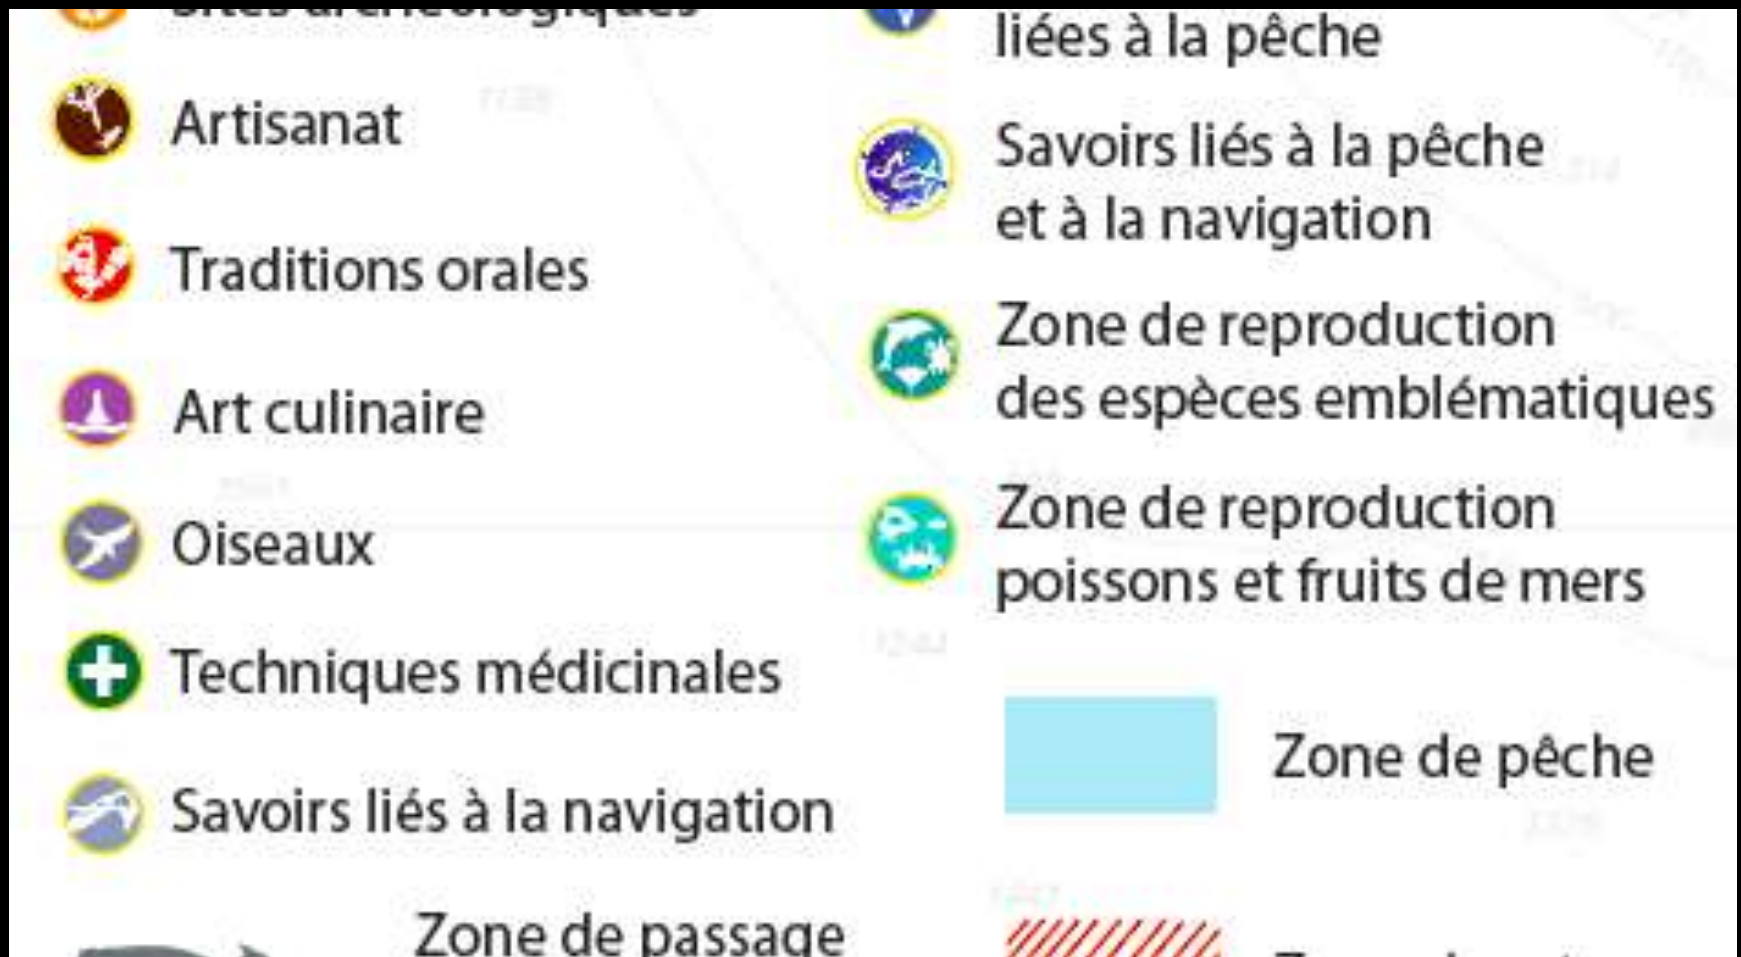 Sites archéologiques
Artisanat
Traditions orales
Art culinaire
Oiseaux
Techniques médicinales
Savoirs liés à la navigation
Zone de passage
liées à la pêche
Savoirs liés à la pêche
et à la navigation
Zone de reproduction
des espèces emblématiques
Zone de reproduction
poissons et fruits de mers
Zone de pêche